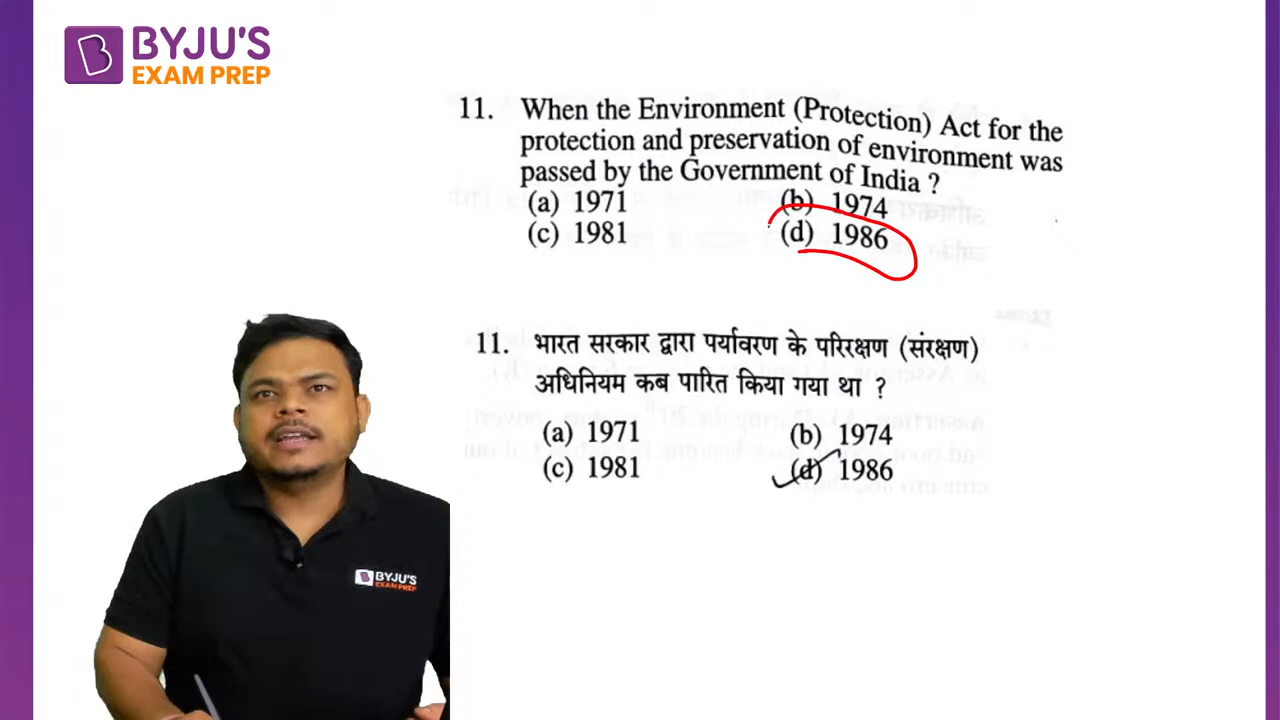 BYJU'S
EXAM PREP
11. When the Environment (Protection) Act for the
protection and preservation of environment was
passed by the Government of India ?
(a) 1971 (b) 1974
(c) 1981 (d) 1986
11. भारत सरकार द्वारा पर्यावरण के परिरक्षण (संरक्षण)
अधिनियम कब पारित किया गया था ?
(a) 1971 (b) 1974
(c) 1981 (d) 1986
BYJU'S
EXAM PREP